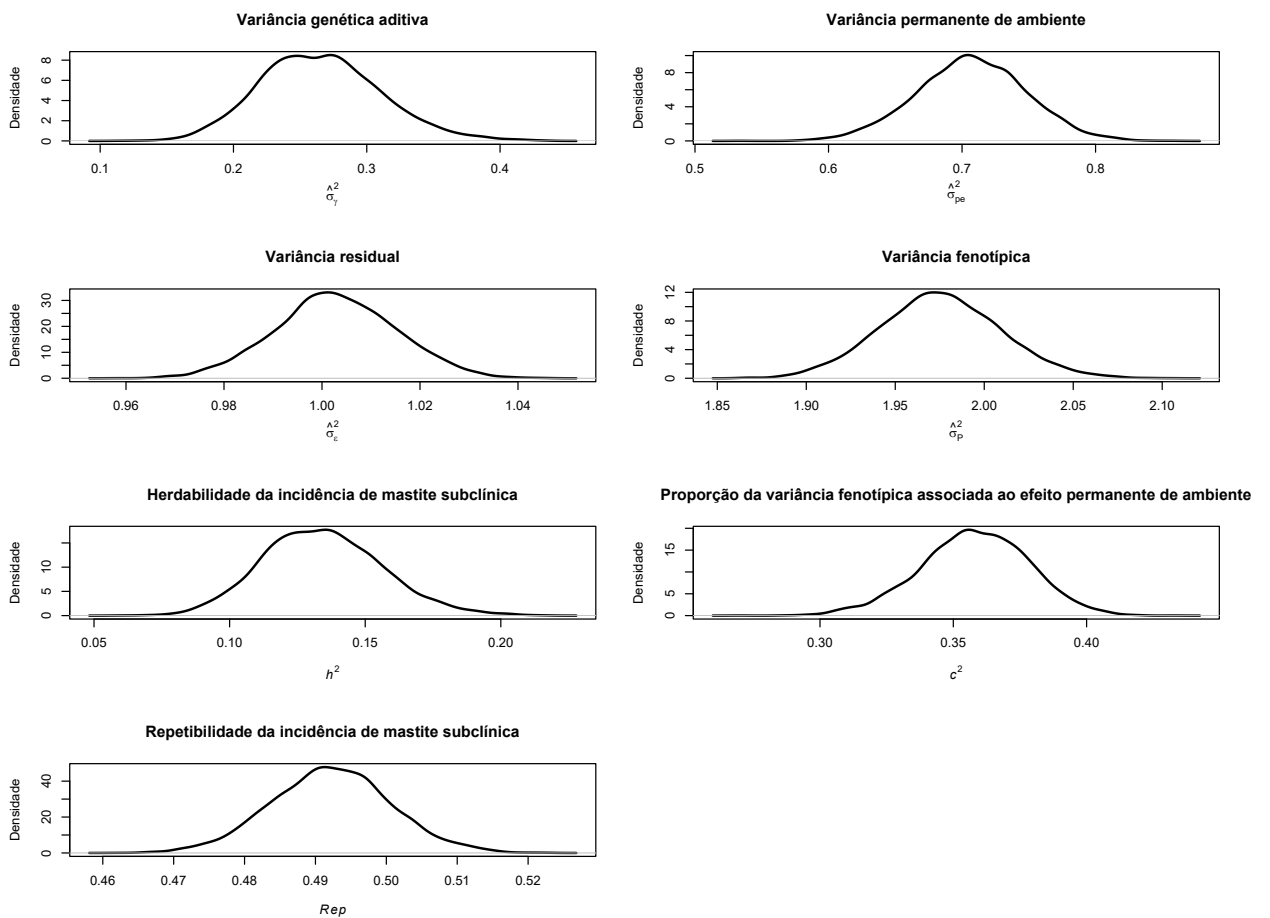 Variância genética aditiva
Densidade
0 2 4 6 8
0.1 0.2 0.3 0.4
σ̂²γ
Variância permanente de ambiente
Densidade
0 4 8
0.5 0.6 0.7 0.8
σ̂²pe
Variância residual
Densidade
0 10 20 30
0.96 0.98 1.00 1.02 1.04
σ̂²ε
Variância fenotípica
Densidade
0 4 8 12
1.85 1.90 1.95 2.00 2.05 2.10
σ̂²P
Herdabilidade da incidência de mastite subclínica
Densidade
0 5 10
0.05 0.10 0.15 0.20
h²
Proporção da variância fenotípica associada ao efeito permanente de ambiente
Densidade
0 5 15
0.30 0.35 0.40
c²
Repetibilidade da incidência de mastite subclínica
Densidade
0 20 40
0.46 0.47 0.48 0.49 0.50 0.51 0.52
Rep